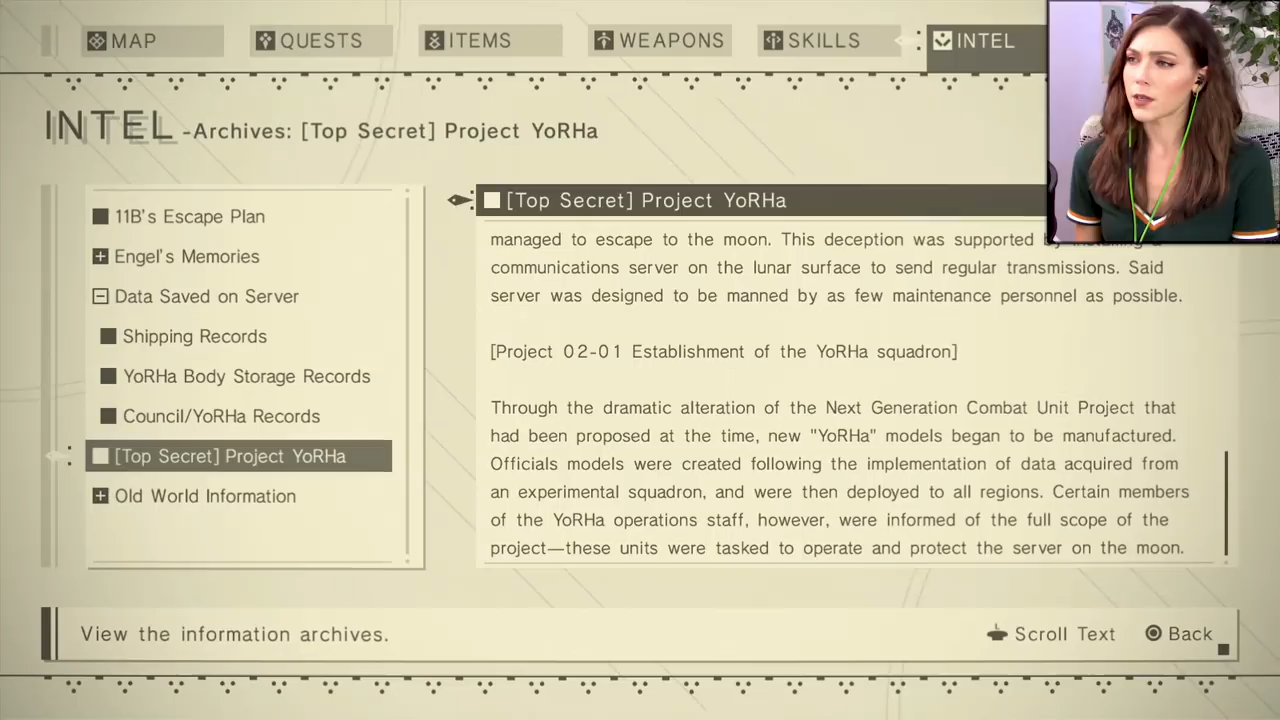 MAP
QUESTS
ITEMS
WEAPONS
SKILLS
INTEL
INTEL -Archives: [Top Secret] Project YoRHa
11B's Escape Plan
Engel's Memories
Data Saved on Server
Shipping Records
YoRHa Body Storage Records
Council/YoRHa Records
[Top Secret] Project YoRHa
Old World Information
[Top Secret] Project YoRHa
managed to escape to the moon. This deception was supported
communications server on the lunar surface to send regular transmissions. Said
server was designed to be manned by as few maintenance personnel as possible.
[Project 02-01 Establishment of the YoRHa squadron]
Through the dramatic alteration of the Next Generation Combat Unit Project that
had been proposed at the time, new "YoRHa" models began to be manufactured.
Officials models were created following the implementation of data acquired from
an experimental squadron, and were then deployed to all regions. Certain members
of the YoRHa operations staff, however, were informed of the full scope of the
project—these units were tasked to operate and protect the server on the moon.
View the information archives.
Scroll Text
Back